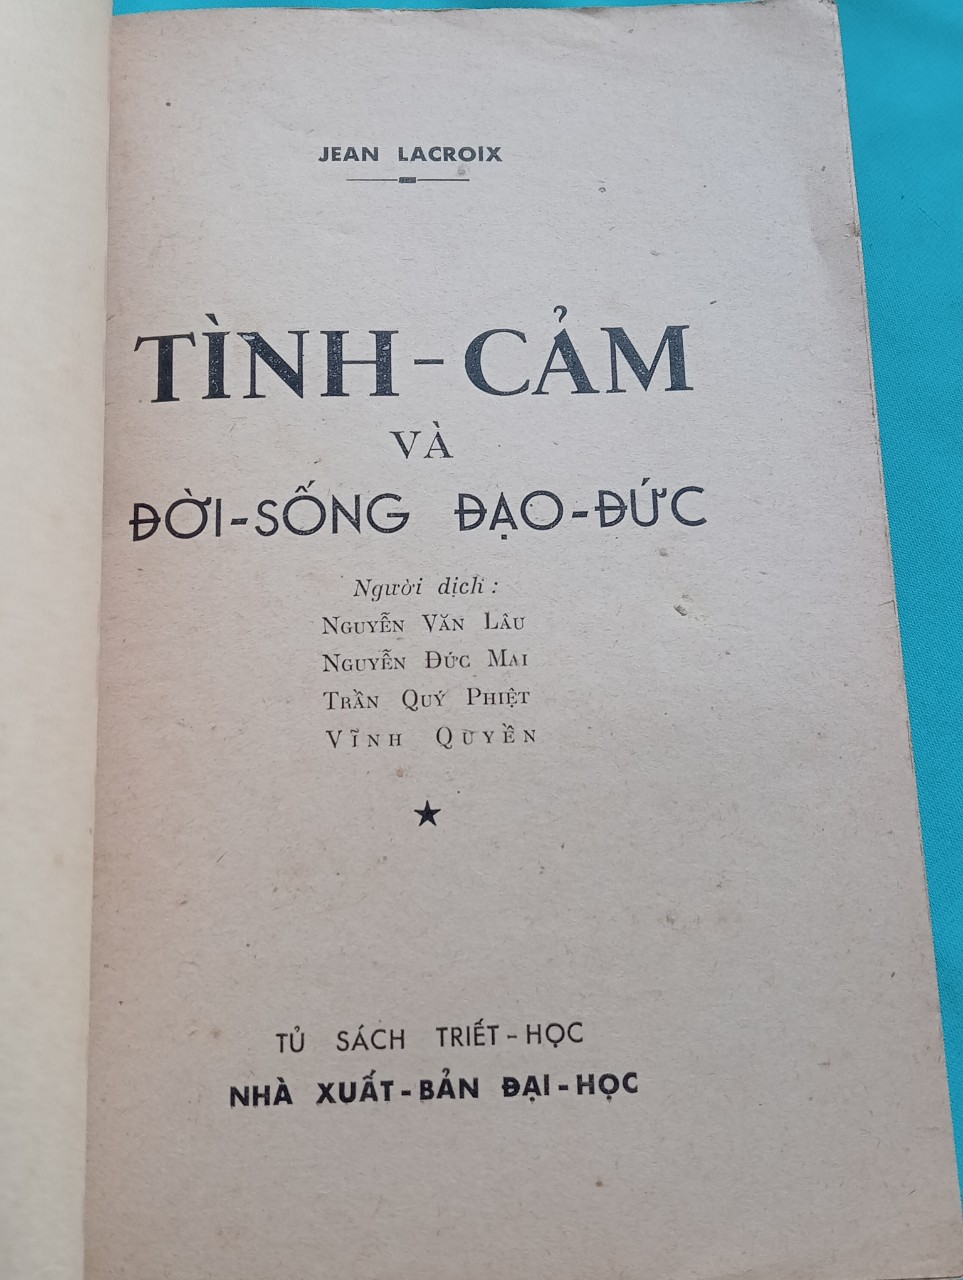 JEAN LACROIX
TÌNH-CẢM
VÀ
ĐỜI-SỐNG ĐẠO-ĐỨC
Người dịch :
NGUYỄN VĂN LÂU
NGUYỄN ĐỨC MAI
TRẦN QUÝ PHIỆT
VĨNH QUYỀN
TỦ SÁCH TRIẾT-HỌC
NHÀ XUẤT-BẢN ĐẠI-HỌC